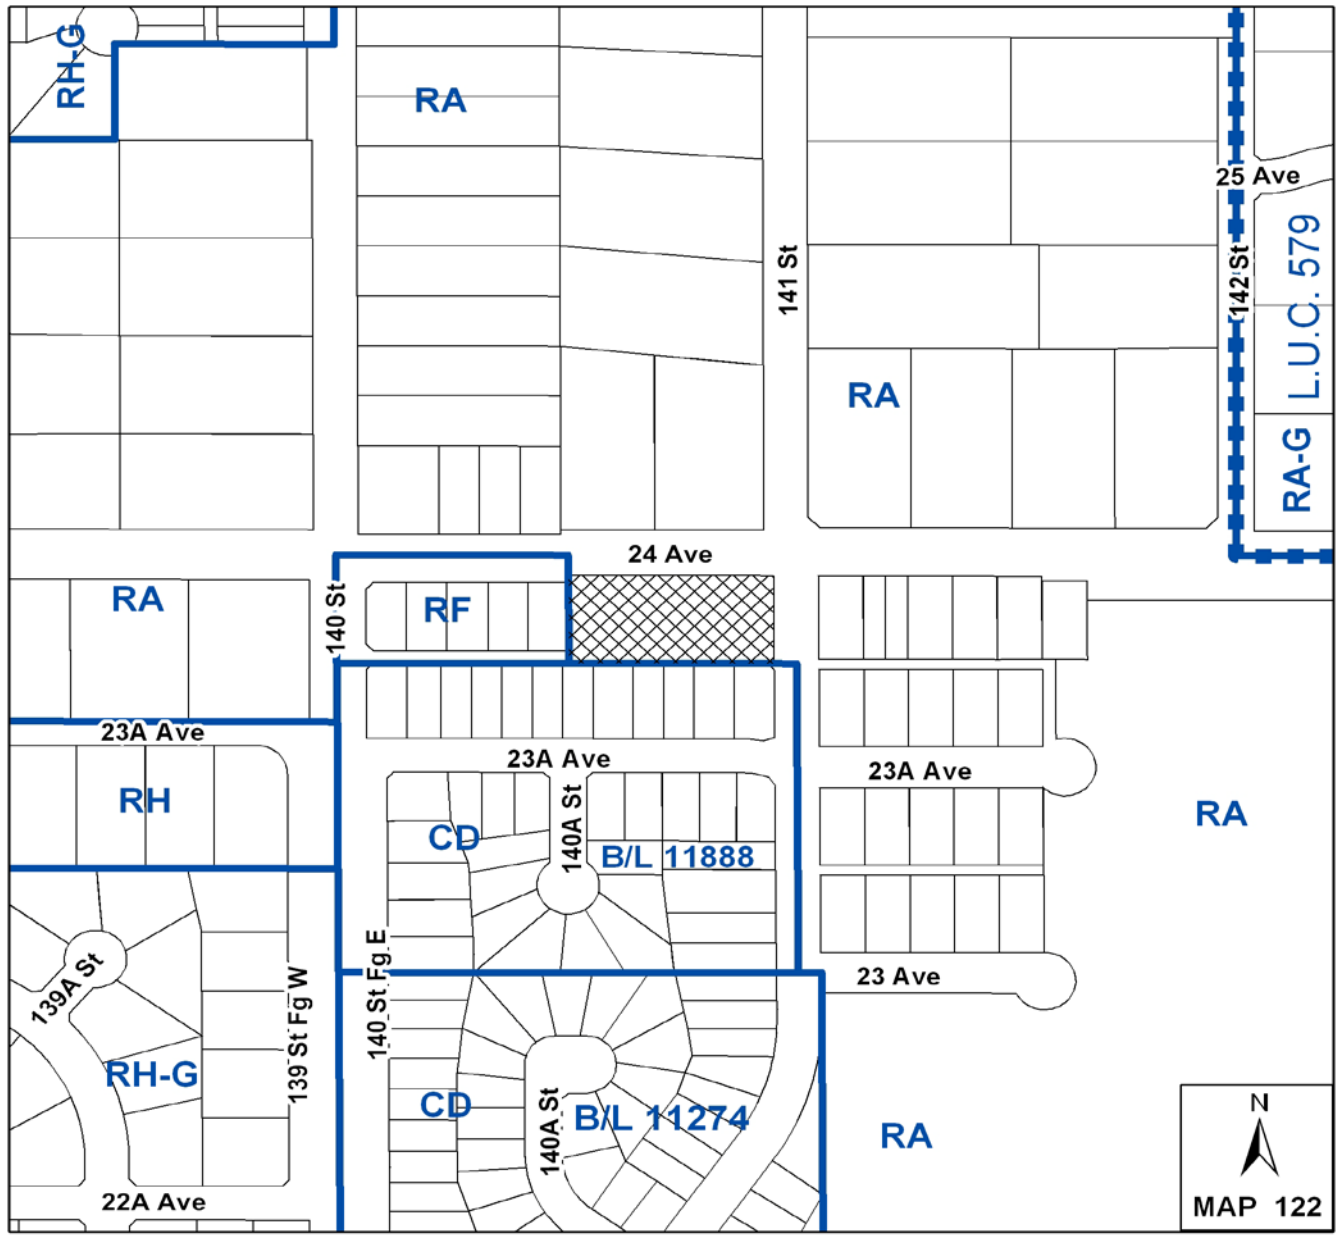 RH-G
RA
25 Ave
141 St
142 St
L.U.C. 579
RA
RA-G
24 Ave
RA
140 St
RF
23A Ave
23A Ave
23A Ave
RH
140A St
CD
B/L 11888
RA
140 St Fg E
139A St
139 St Fg W
23 Ave
RH-G
CD
140A St
B/L 11274
RA
N
22A Ave
MAP 122